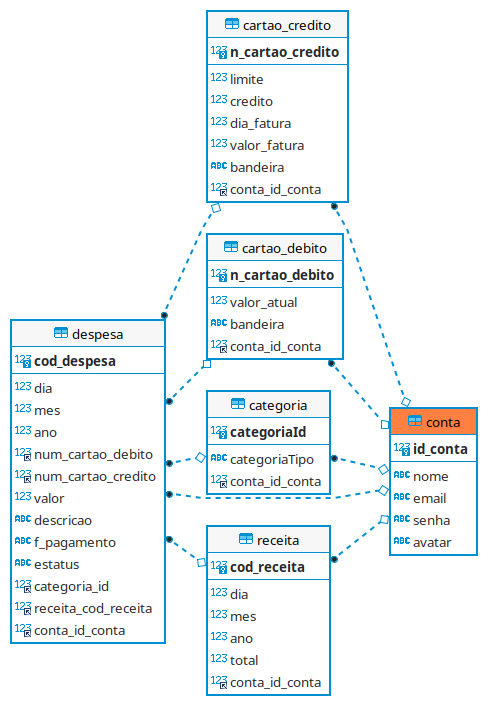 cartao_credito
123 n_cartao_credito
123 limite
123 credito
123 dia_fatura
123 valor_fatura
ABC bandeira
123 conta_id_conta
cartao_debito
123 n_cartao_debito
123 valor_atual
ABC bandeira
123 conta_id_conta
despesa
123 cod_despesa
123 dia
123 mes
123 ano
123 num_cartao_debito
123 num_cartao_credito
123 valor
ABC descricao
ABC f_pagamento
ABC estatus
123 categoria_id
123 receita_cod_receita
123 conta_id_conta
categoria
123 categoriaId
ABC categoriaTipo
123 conta_id_conta
conta
123 id_conta
ABC nome
ABC email
ABC senha
ABC avatar
receita
123 cod_receita
123 dia
123 mes
123 ano
123 total
123 conta_id_conta